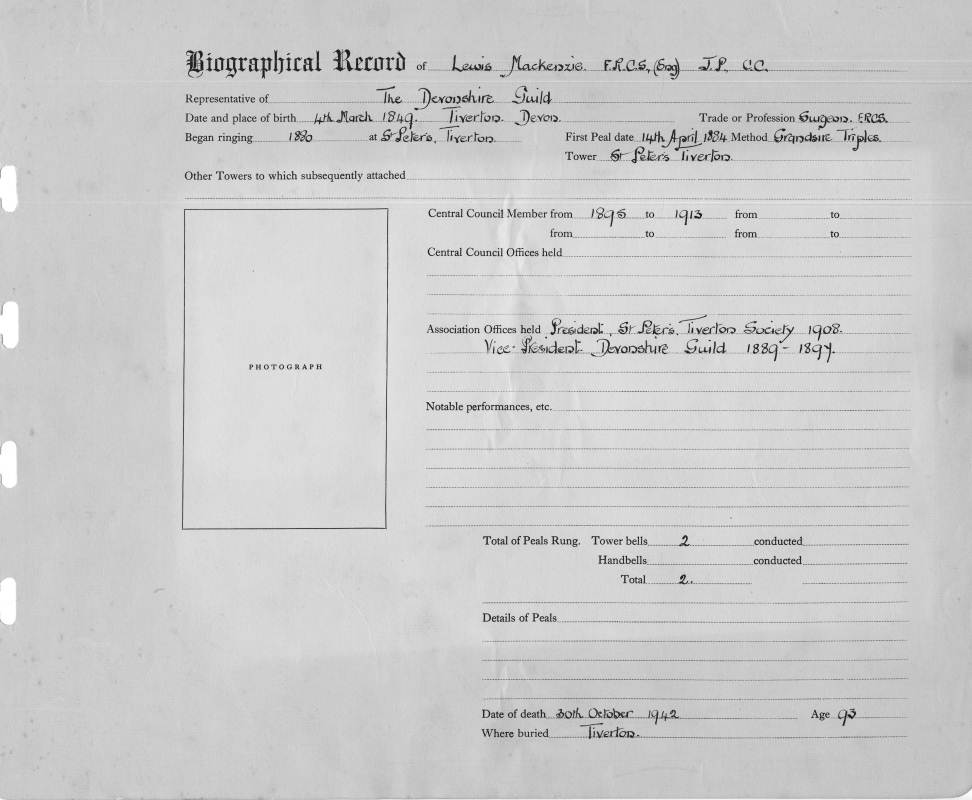 Biographical Record of Lewis Mackenzie. F.R.C.S, (Eng) J.P. C.C.
Representative of The Devonshire Guild
Date and place of birth 4th March 1849. Tiverton. Devon. Trade or Profession Surgeon. F.R.C.S.
Began ringing 1880 at St Peter's, Tiverton. First Peal date 14th April 1884 Method Grandsire Triples.
Tower St Peter's Tiverton.
Other Towers to which subsequently attached
Central Council Member from 1895 to 1913 from to
from to from to
Central Council Offices held
Association Offices held President, St Peter's, Tiverton Society 1908.
Vice-President Devonshire Guild 1889 - 1897.
PHOTOGRAPH
Notable performances, etc.
Total of Peals Rung. Tower bells 2 conducted
Handbells conducted
Total 2.
Details of Peals
Date of death 30th October 1942 Age 93
Where buried Tiverton.